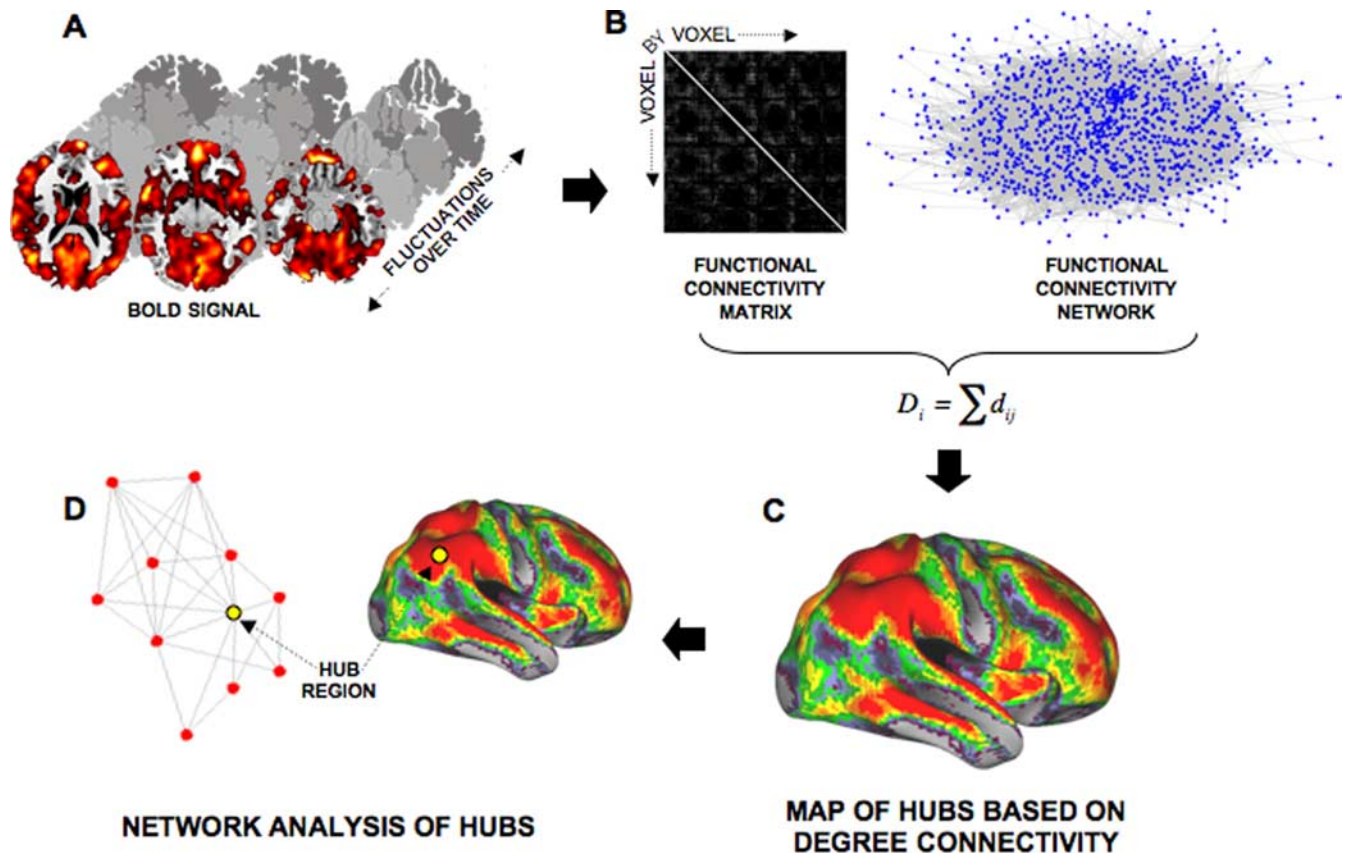 A
BOLD SIGNAL
FLUCTUATIONS
OVER TIME
B
VOXEL BY VOXEL
FUNCTIONAL
CONNECTIVITY
MATRIX
FUNCTIONAL
CONNECTIVITY
NETWORK
D_i = ∑ d_ij
C
MAP OF HUBS BASED ON
DEGREE CONNECTIVITY
D
HUB
REGION
NETWORK ANALYSIS OF HUBS